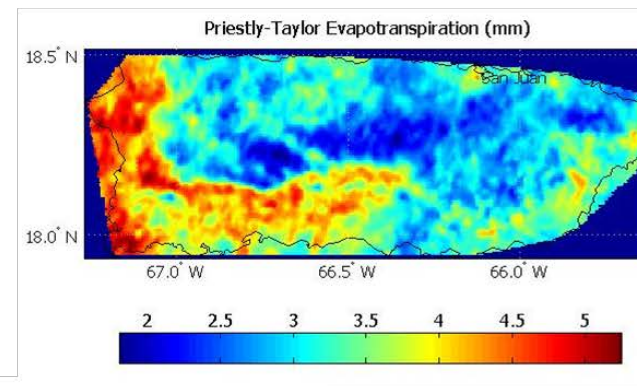 Priestly-Taylor Evapotranspiration (mm)
18.5° N
San Juan
18.0° N
67.0° W 66.5° W 66.0° W
2 2.5 3 3.5 4 4.5 5